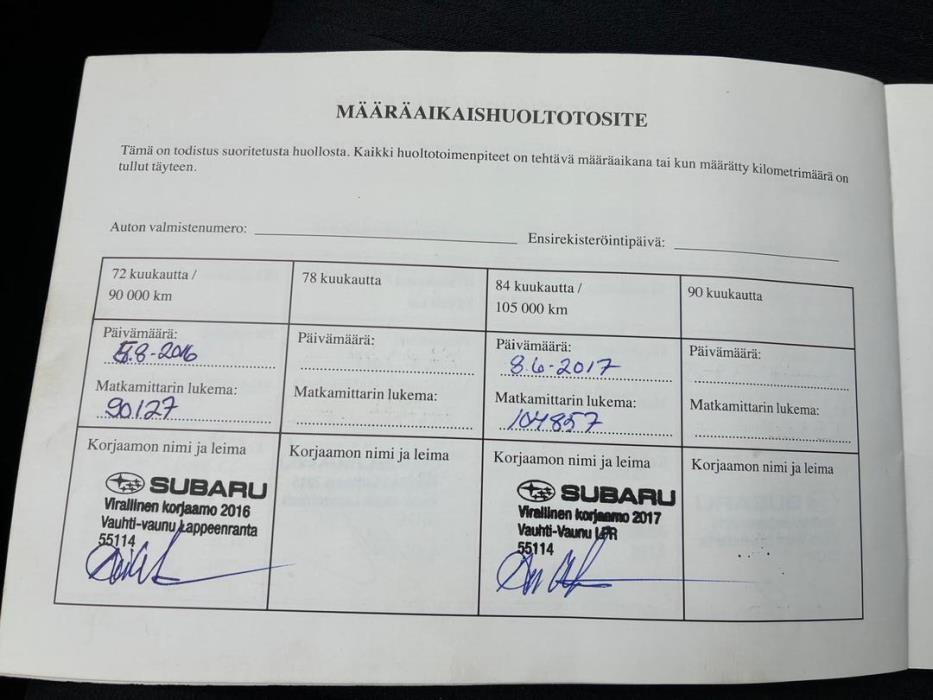 MÄÄRÄAIKAISHUOLTOTOSITE
Tämä on todistus suoritetusta huollosta. Kaikki huoltotoimenpiteet on tehtävä määräaikana tai kun määrätty kilometrimäärä on
tullut täyteen.
Auton valmistenumero: Ensirekisteröintipäivä:
72 kuukautta /
90 000 km
Päivämäärä:
5.8-2016
Matkamittarin lukema:
90127
Korjaamon nimi ja leima
SUBARU
Virallinen korjaamo 2016
Vauhti-vaunu Lappeenranta
55114
78 kuukautta
Päivämäärä:
Matkamittarin lukema:
Korjaamon nimi ja leima
84 kuukautta /
105 000 km
Päivämäärä:
8.6-2017
Matkamittarin lukema:
104857
Korjaamon nimi ja leima
SUBARU
Virallinen korjaamo 2017
Vauhti-Vaunu LPR
55114
90 kuukautta
Päivämäärä:
Matkamittarin lukema:
Korjaamon nimi ja leima